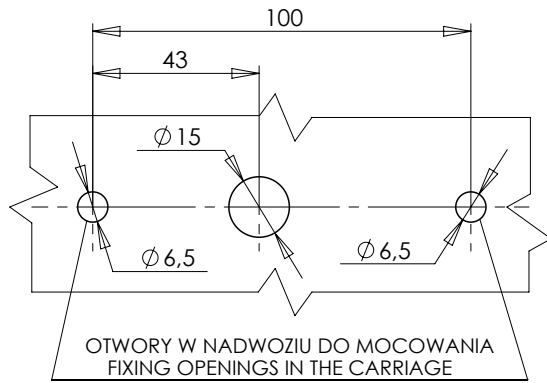 100
43
∅15
∅6,5
∅6,5
OTWORY W NADWOZIU DO MOCOWANIA
FIXING OPENINGS IN THE CARRIAGE